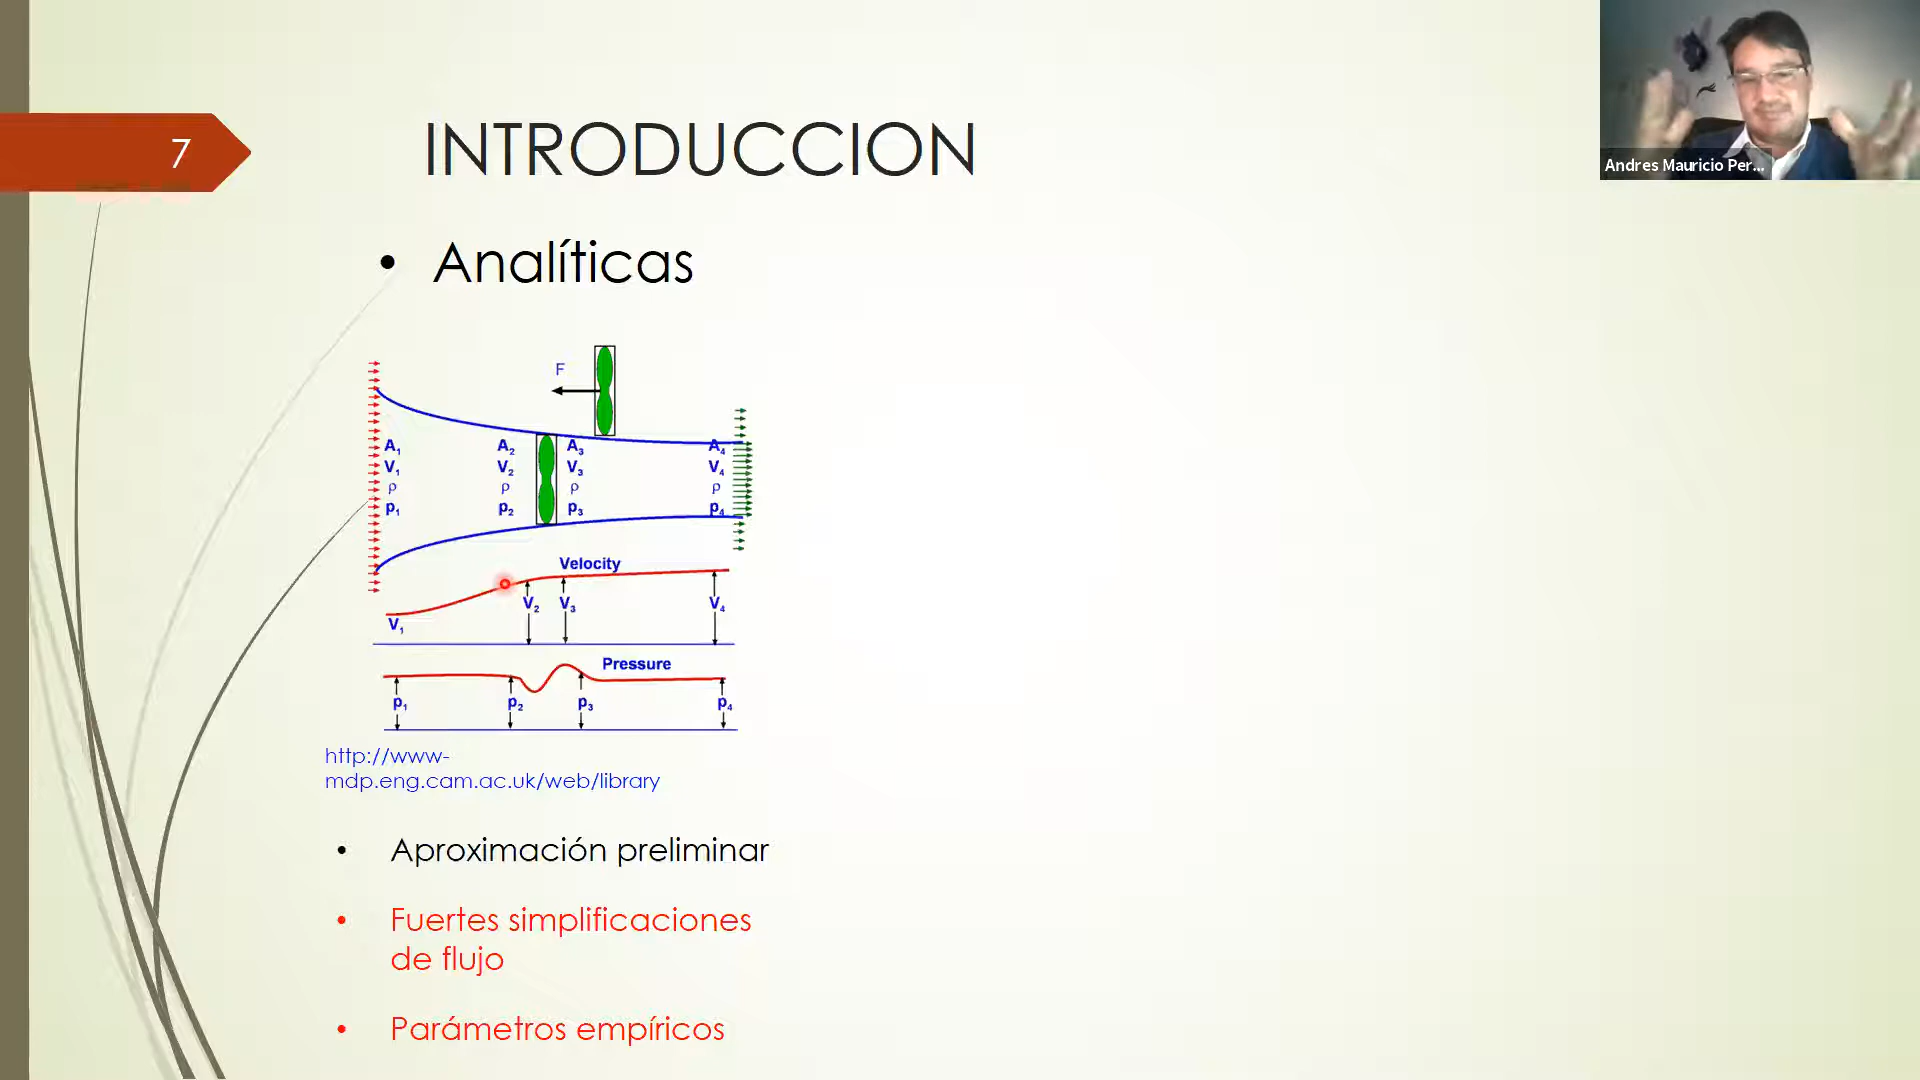 7
INTRODUCCION
Andres Mauricio Per...
• Analíticas
F
A₁ A₂ A₃ A₄
V₁ V₂ V₃ V₄
ρ ρ ρ ρ
p₁ p₂ p₃ p₄
Velocity
V₁ V₂ V₃ V₄
Pressure
p₁ p₂ p₃ p₄
http://www-
mdp.eng.cam.ac.uk/web/library
• Aproximación preliminar
• Fuertes simplificaciones
de flujo
• Parámetros empíricos